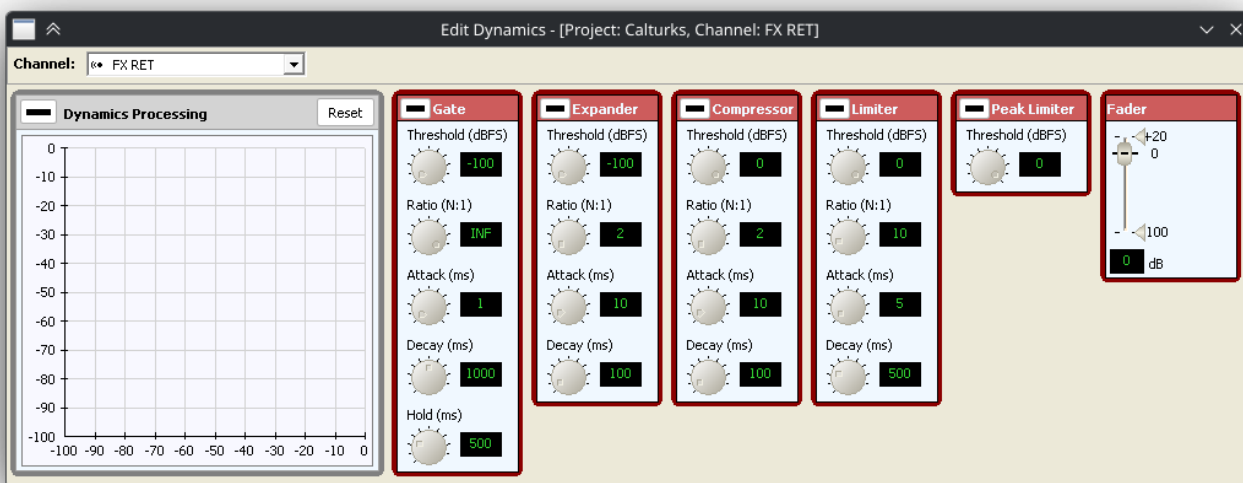 Edit Dynamics - [Project: Calturks, Channel: FX RET]
Channel: FX RET
Dynamics Processing Reset
0
-10
-20
-30
-40
-50
-60
-70
-80
-90
-100
-100 -90 -80 -70 -60 -50 -40 -30 -20 -10 0
Gate
Threshold (dBFS)
-100
Ratio (N:1)
INF
Attack (ms)
1
Decay (ms)
1000
Hold (ms)
500
Expander
Threshold (dBFS)
-100
Ratio (N:1)
2
Attack (ms)
10
Decay (ms)
100
Compressor
Threshold (dBFS)
0
Ratio (N:1)
2
Attack (ms)
10
Decay (ms)
100
Limiter
Threshold (dBFS)
0
Ratio (N:1)
10
Attack (ms)
5
Decay (ms)
500
Peak Limiter
Threshold (dBFS)
0
Fader
+20
0
100
0 dB